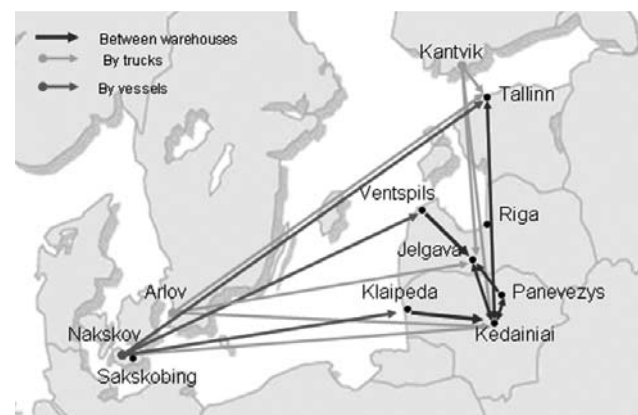 Between warehouses
By trucks
By vessels
Kantvik
Tallinn
Ventspils
Riga
Jelgava
Arlov
Klaipeda
Panevezys
Nakskov
Kedainiai
Sakskobing